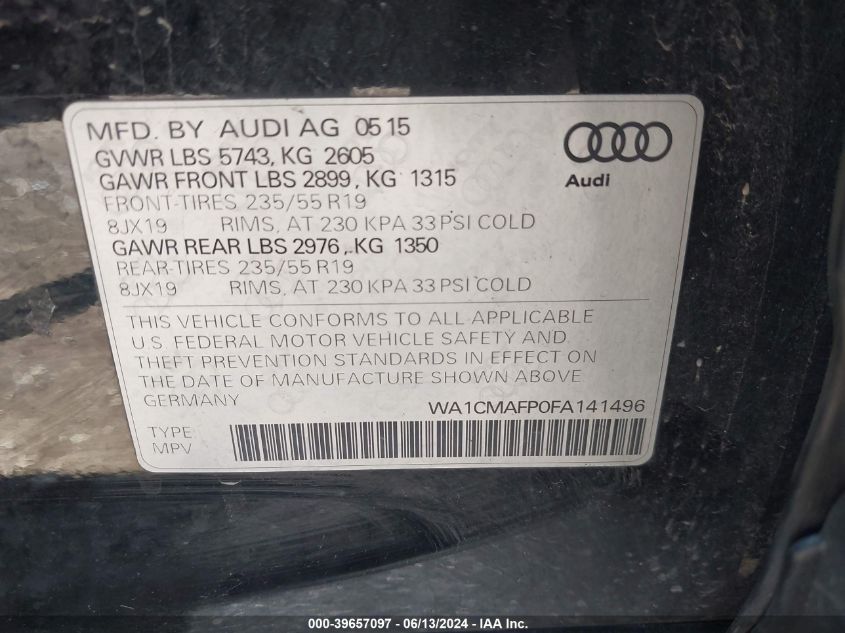 MFD. BY AUDI AG 05 15
GVWR LBS 5743, KG 2605
GAWR FRONT LBS 2899, KG 1315
FRONT-TIRES 235/55 R19
8JX19 RIMS, AT 230 KPA 33 PSI COLD
GAWR REAR LBS 2976, KG 1350
REAR-TIRES 235/55 R19
8JX19 RIMS, AT 230 KPA 33 PSI COLD
Audi
THIS VEHICLE CONFORMS TO ALL APPLICABLE
U.S. FEDERAL MOTOR VEHICLE SAFETY AND
THEFT PREVENTION STANDARDS IN EFFECT ON
THE DATE OF MANUFACTURE SHOWN ABOVE
GERMANY
WA1CMAFP0FA141496
TYPE:
MPV
000-39657097 - 06/13/2024 - IAA Inc.